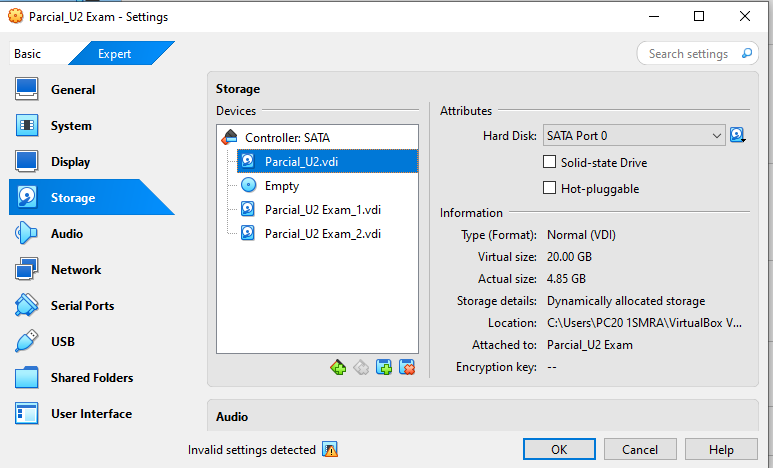 Parcial_U2 Exam - Settings
Basic
Expert
Search settings
General
System
Display
Storage
Audio
Network
Serial Ports
USB
Shared Folders
User Interface
Storage
Devices
Controller: SATA
Parcial_U2.vdi
Empty
Parcial_U2 Exam_1.vdi
Parcial_U2 Exam_2.vdi
Attributes
Hard Disk: SATA Port 0
Solid-state Drive
Hot-pluggable
Information
Type (Format): Normal (VDI)
Virtual size: 20.00 GB
Actual size: 4.85 GB
Storage details: Dynamically allocated storage
Location: C:\Users\PC20 1SMRA\VirtualBox V...
Attached to: Parcial_U2 Exam
Encryption key: --
Audio
Invalid settings detected
OK
Cancel
Help